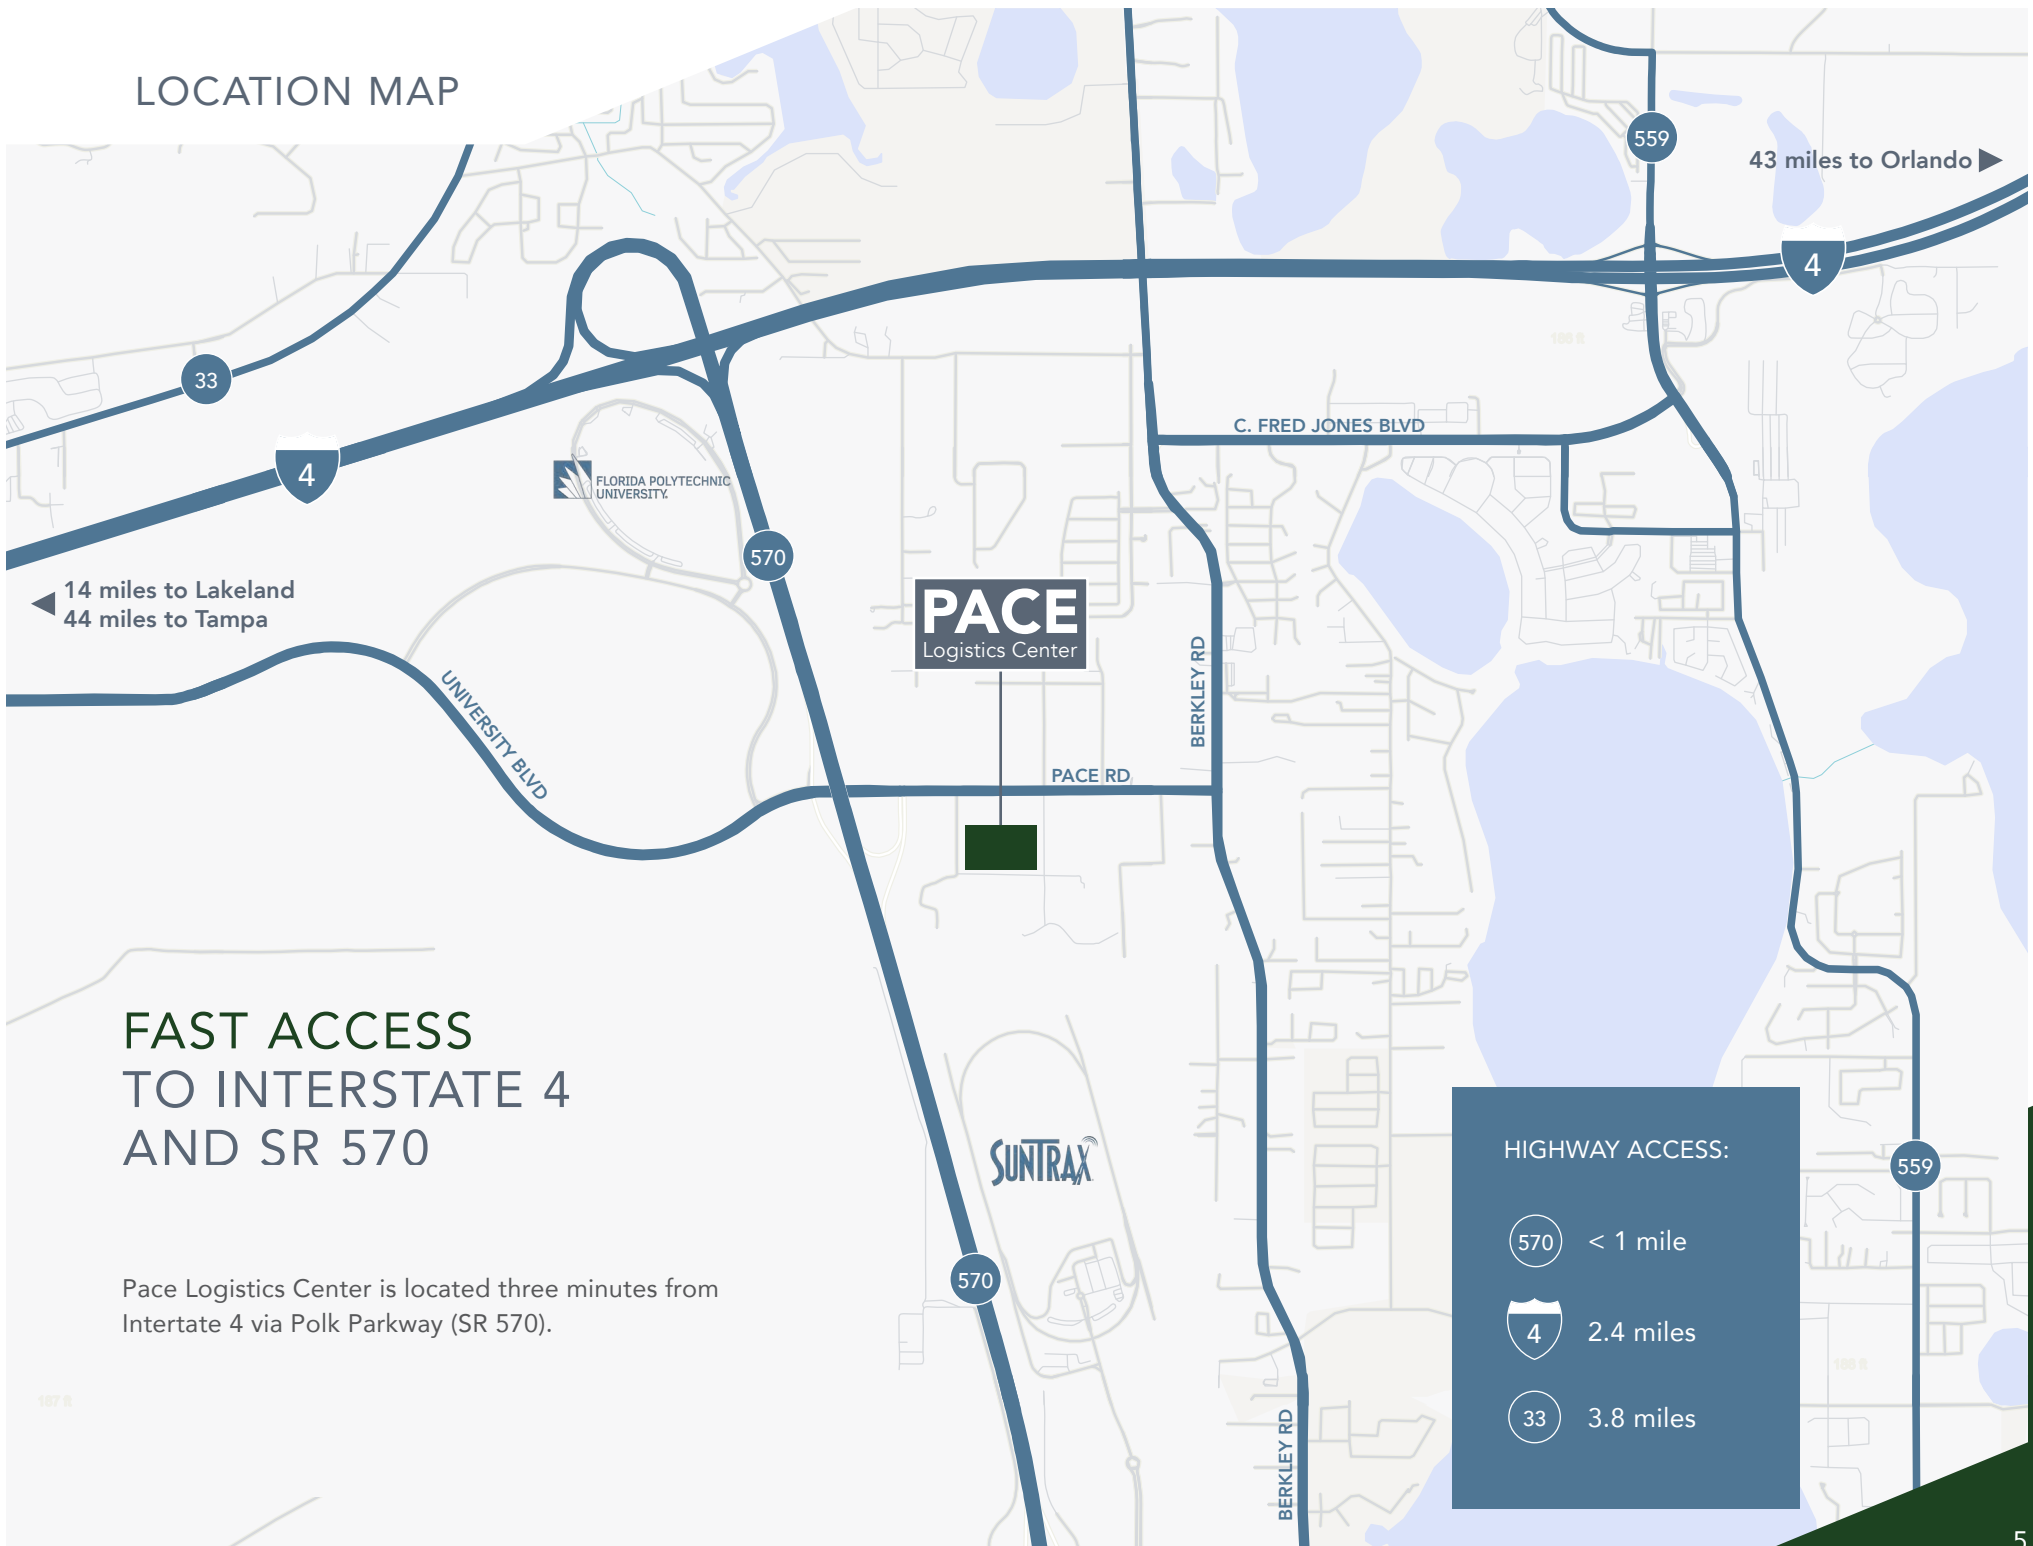 LOCATION MAP
559
43 miles to Orlando
4
33
C. FRED JONES BLVD
4
FLORIDA POLYTECHNIC
UNIVERSITY
570
14 miles to Lakeland
44 miles to Tampa
PACE
Logistics Center
BERKLEY RD
UNIVERSITY BLVD
PACE RD
FAST ACCESS
TO INTERSTATE 4
AND SR 570
SUNTRAX
HIGHWAY ACCESS:
559
570 < 1 mile
570
Pace Logistics Center is located three minutes from
Intertate 4 via Polk Parkway (SR 570).
4 2.4 miles
33 3.8 miles
BERKLEY RD
187 ft
5